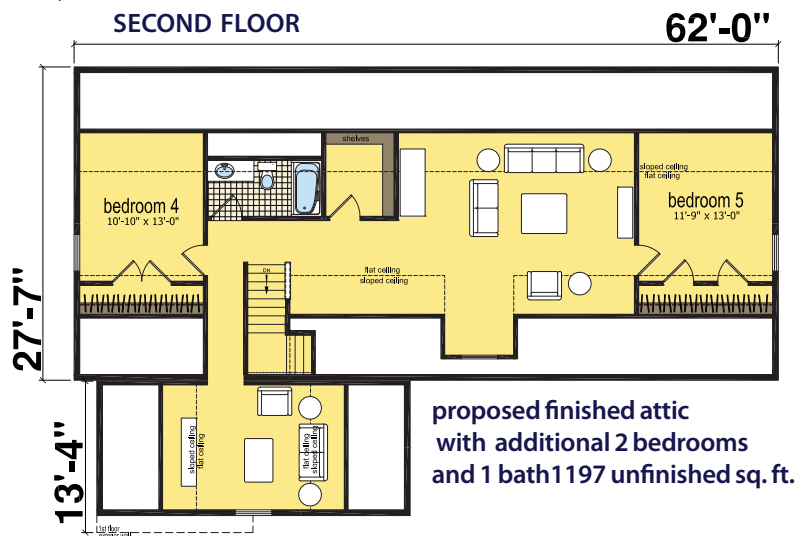 SECOND FLOOR
62'-0"
shelves
sloped ceiling
flat ceiling
bedroom 4
10'-10" x 13'-0"
bedroom 5
11'-9" x 13'-0"
DN
flat ceiling
sloped ceiling
27'-7"
sloped ceiling
flat ceiling
flat ceiling
sloped ceiling
13'-4"
proposed finished attic
with additional 2 bedrooms
and 1 bath1197 unfinished sq. ft.
1st floor